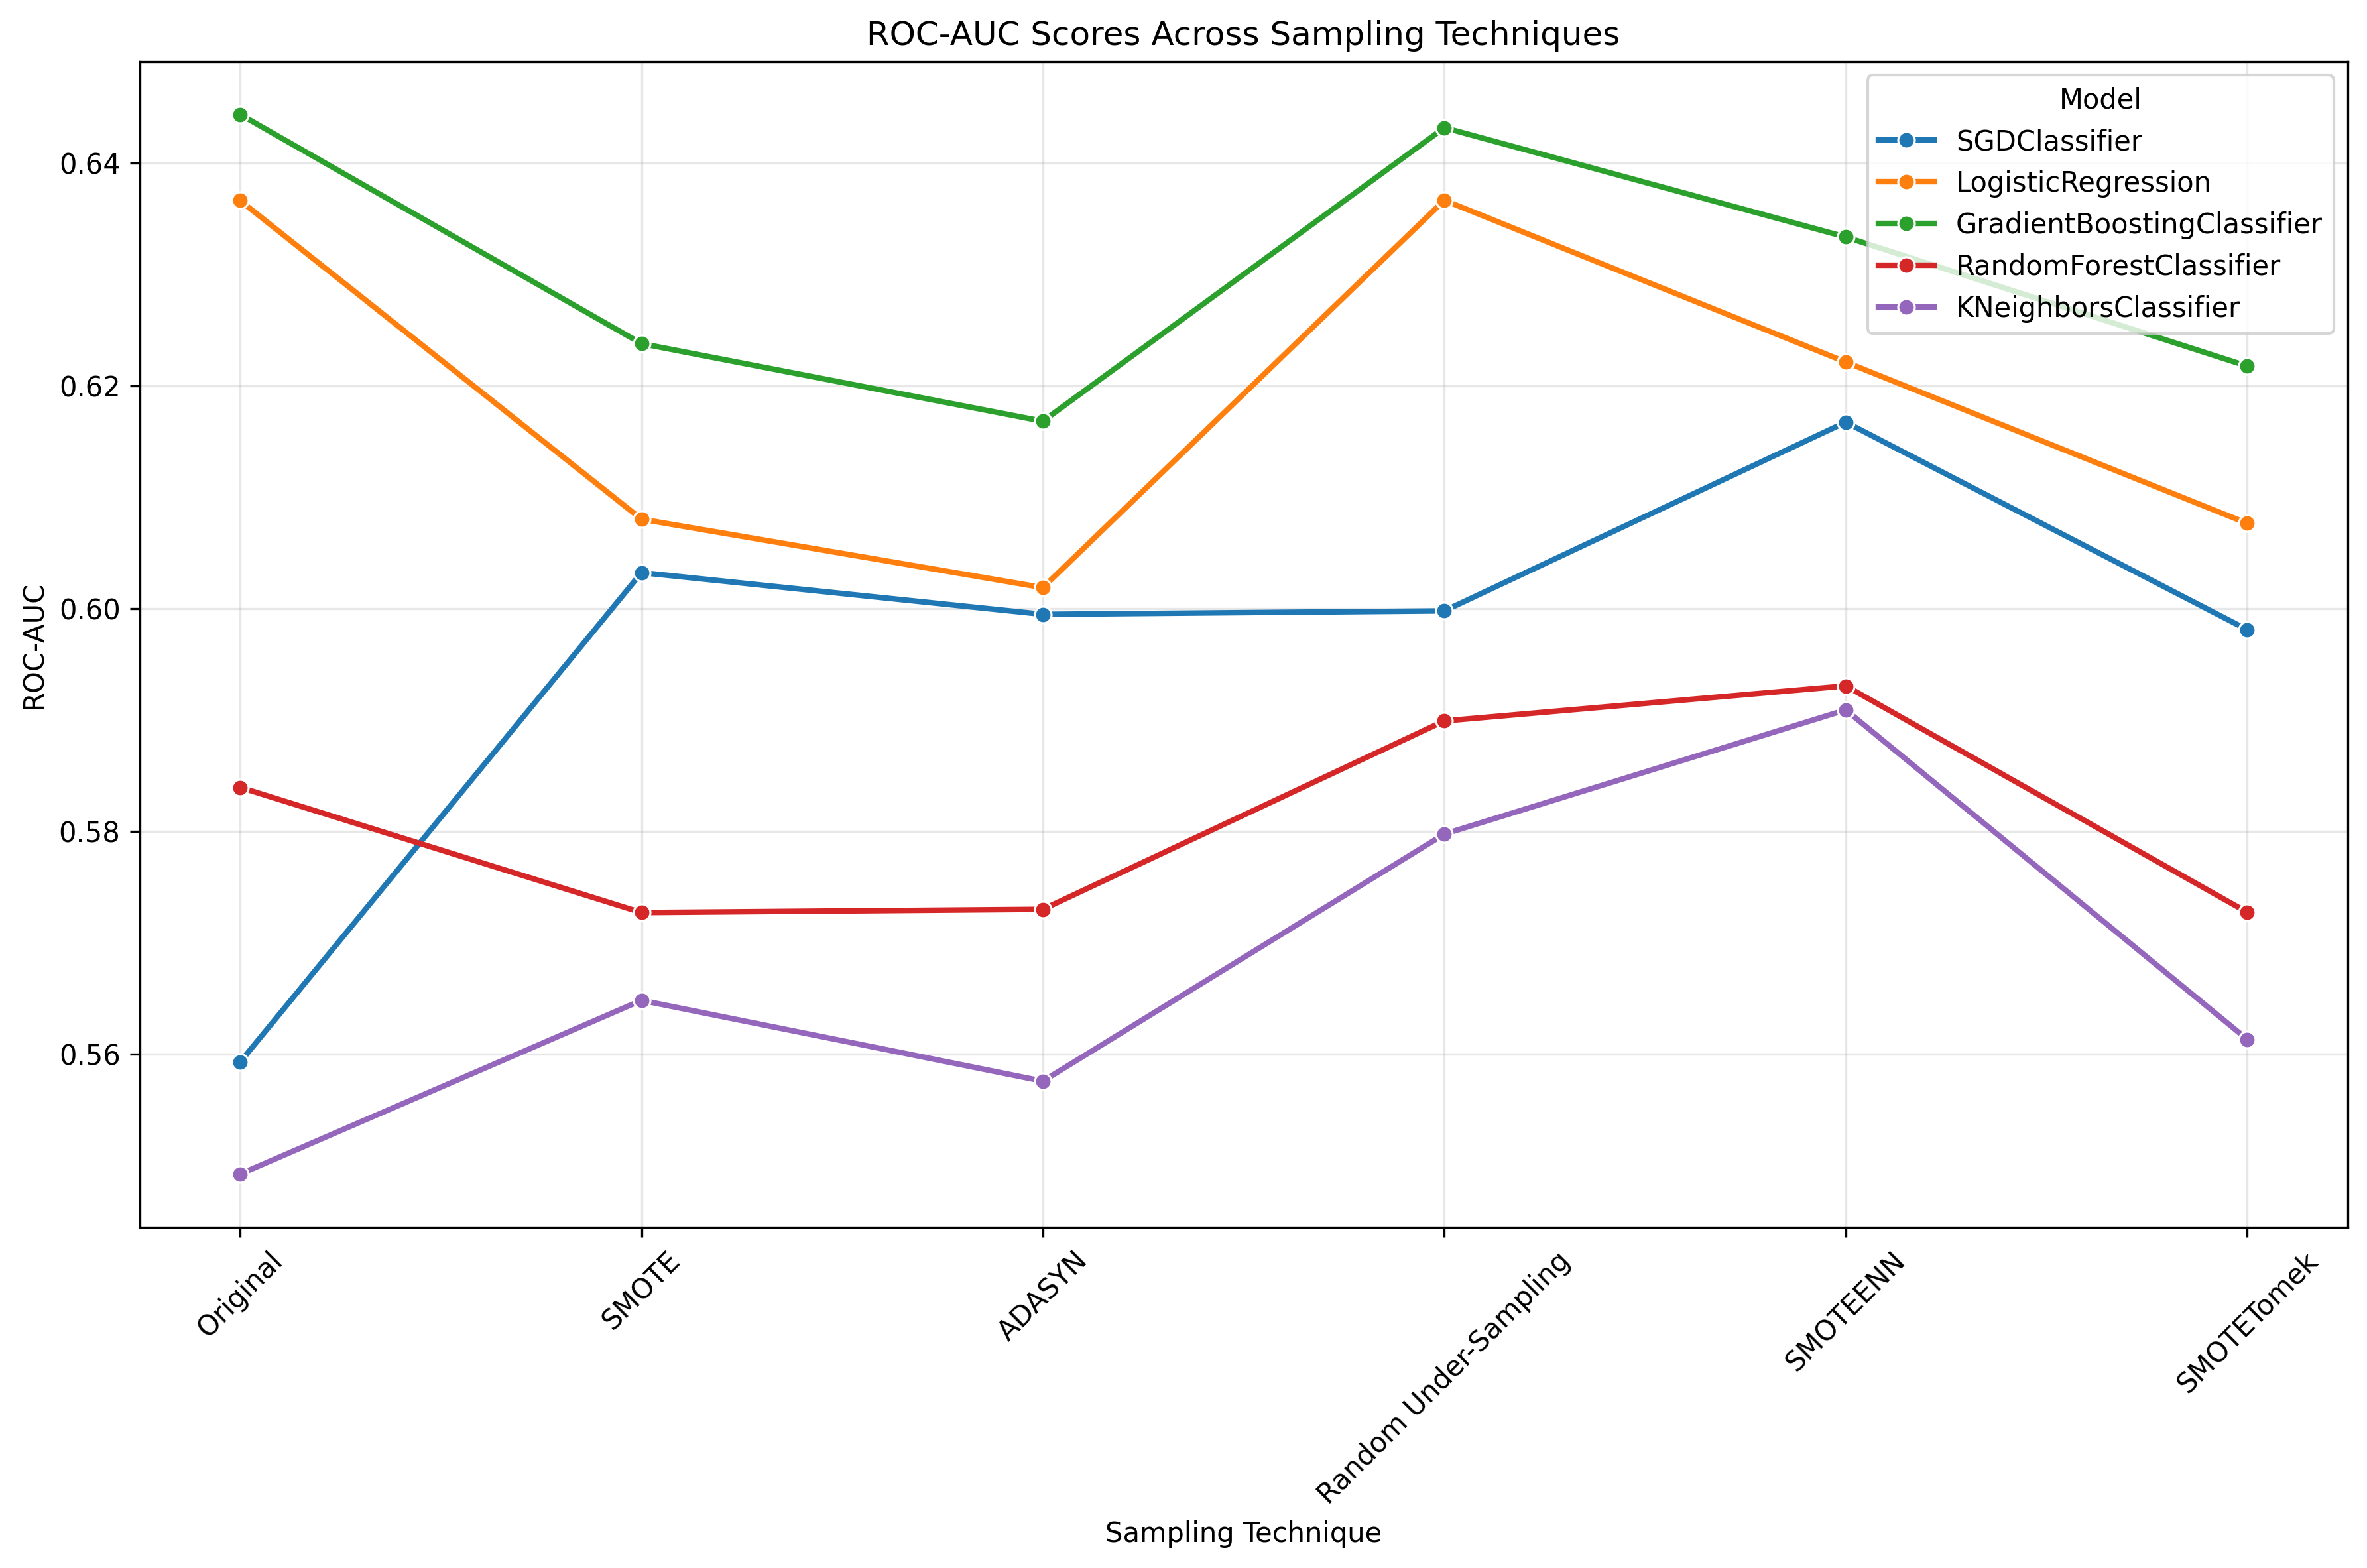 ROC-AUC Scores Across Sampling Techniques
Model
SGDClassifier
LogisticRegression
GradientBoostingClassifier
RandomForestClassifier
KNeighborsClassifier
ROC-AUC
0.64
0.62
0.60
0.58
0.56
Original
SMOTE
ADASYN
Random Under-Sampling
SMOTEENN
SMOTETomek
Sampling Technique